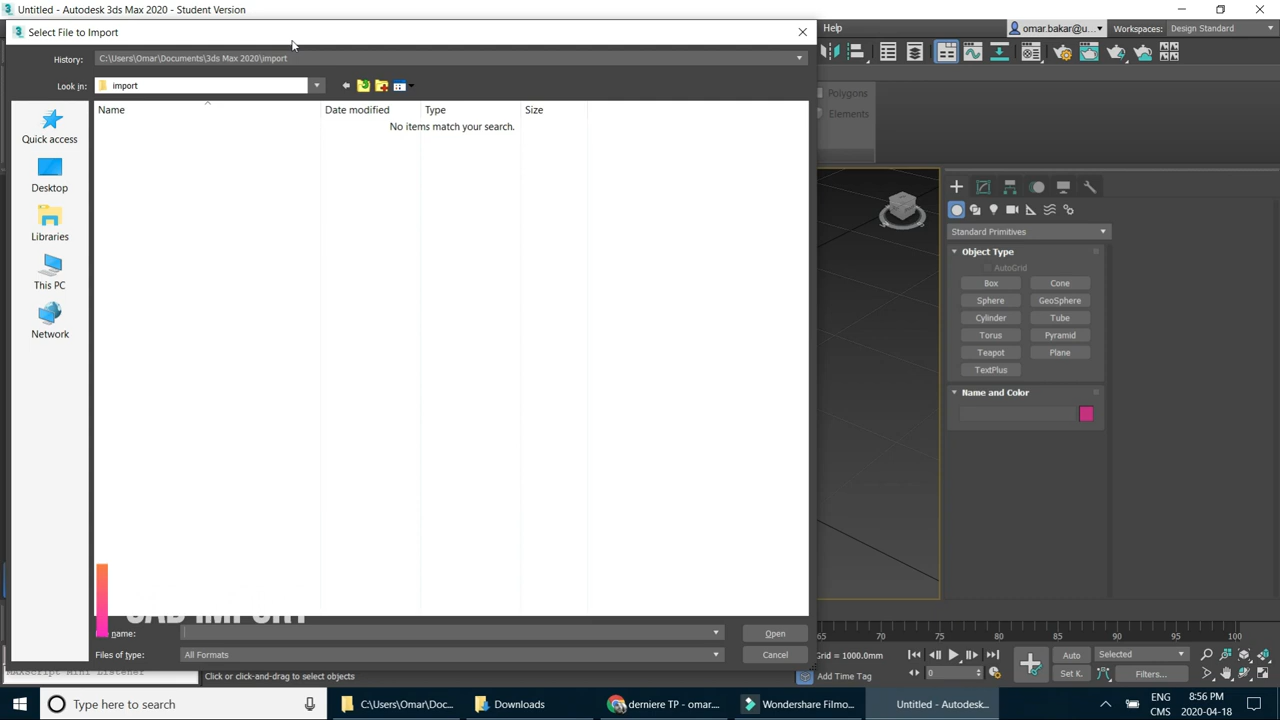 Untitled - Autodesk 3ds Max 2020 - Student Version
Select File to Import
Help
omar.bakar@u...
Workspaces: Design Standard
History: C:\Users\Omar\Documents\3ds Max 2020\import
Look in: import
Name
Date modified
Type
Size
No items match your search.
Quick access
Desktop
Libraries
This PC
Network
Polygons
Elements
Standard Primitives
Object Type
AutoGrid
Box
Cone
Sphere
GeoSphere
Cylinder
Tube
Torus
Pyramid
Teapot
Plane
TextPlus
Name and Color
CAD IMPORT
name:
Open
Files of type: All Formats
Cancel
65 70 75 80 85 90 95 100
Grid = 1000.0mm
Auto
Selected
MAXScript Mini Listener
Click or click-and-drag to select objects
Add Time Tag
0
Set K.
Filters...
Type here to search
C:\Users\Omar\Doc...
Downloads
derniere TP - omar....
Wondershare Filmo...
Untitled - Autodesk...
ENG
CMS
8:56 PM
2020-04-18